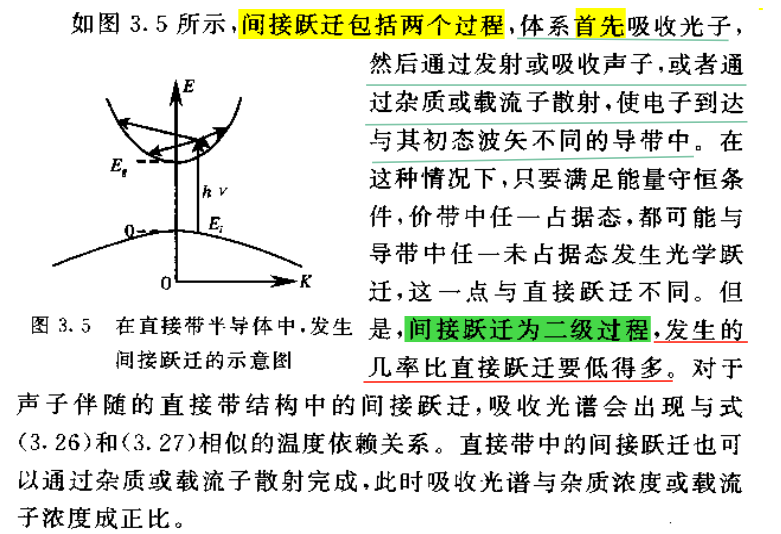 如图 3.5 所示,间接跃迁包括两个过程,体系首先吸收光子,
然后通过发射或吸收声子,或者通
过杂质或载流子散射,使电子到达
与其初态波矢不同的导带中。在
这种情况下,只要满足能量守恒条
件,价带中任一占据态,都可能与
导带中任一未占据态发生光学跃
迁,这一点与直接跃迁不同。但
是,间接跃迁为二级过程,发生的
几率比直接跃迁要低得多。对于
E
Eg
hν
0
Ei
0
K
图 3.5 在直接带半导体中,发生
间接跃迁的示意图
声子伴随的直接带结构中的间接跃迁,吸收光谱会出现与式
(3.26)和(3.27)相似的温度依赖关系。直接带中的间接跃迁也可
以通过杂质或载流子散射完成,此时吸收光谱与杂质浓度或载流
子浓度成正比。